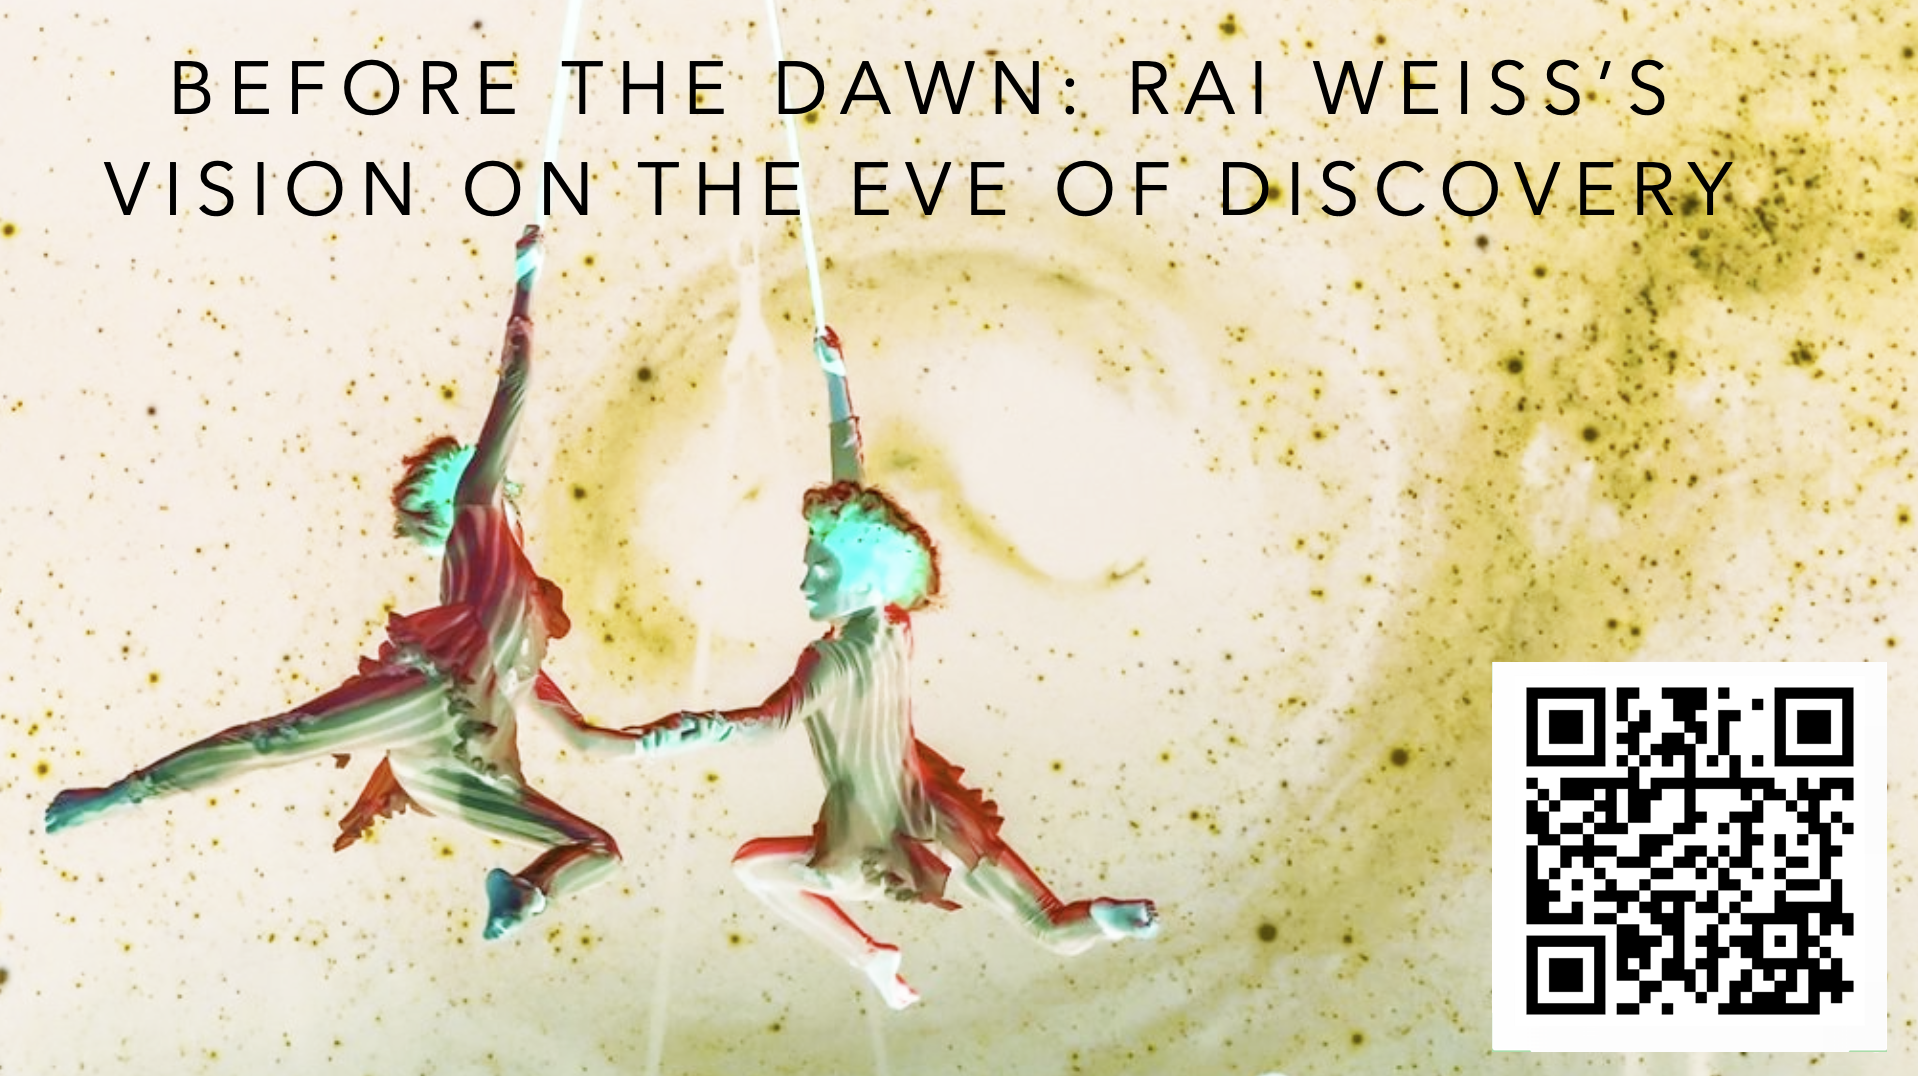 BEFORE THE DAWN: RAI WEISS’S
VISION ON THE EVE OF DISCOVERY